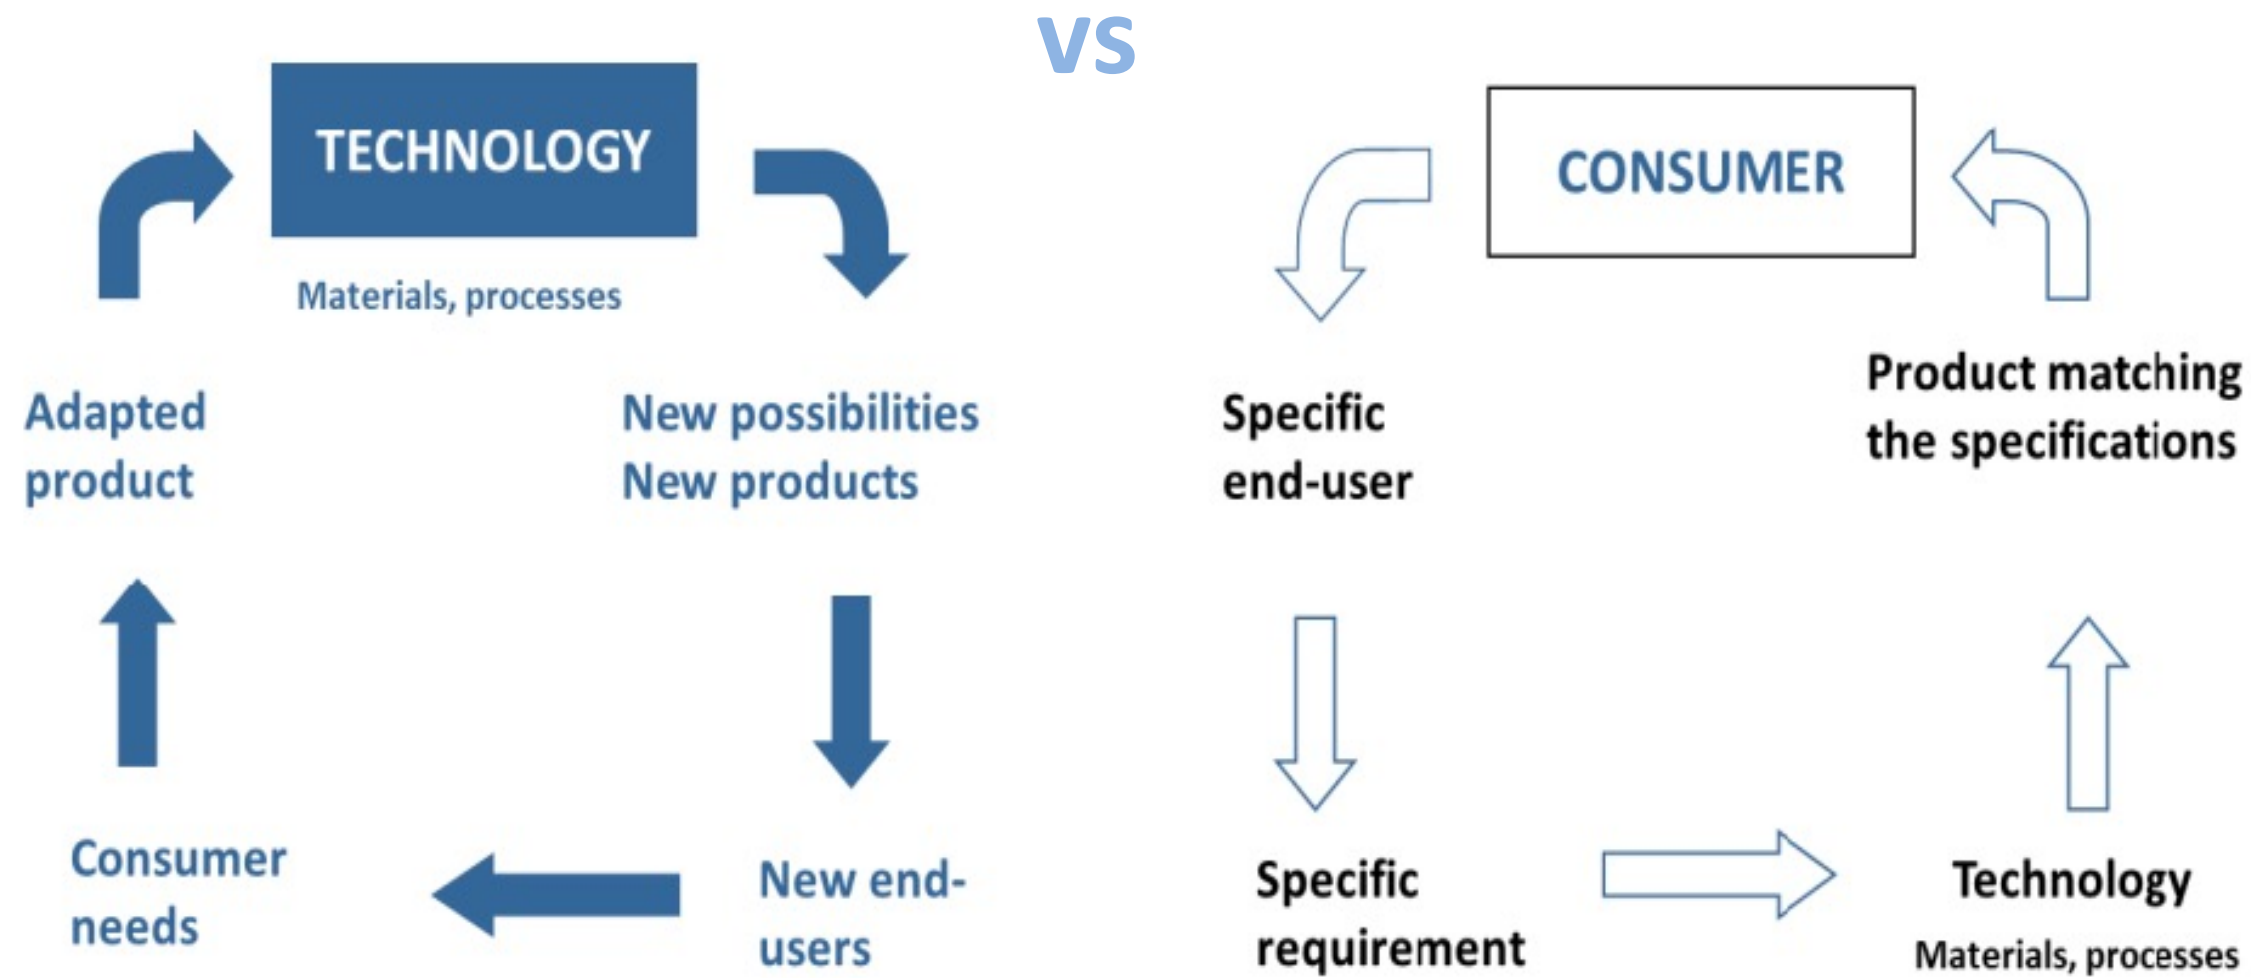 VS
TECHNOLOGY
Materials, processes
Adapted
product
New possibilities
New products
Consumer
needs
New end-
users
CONSUMER
Specific
end-user
Product matching
the specifications
Specific
requirement
Technology
Materials, processes